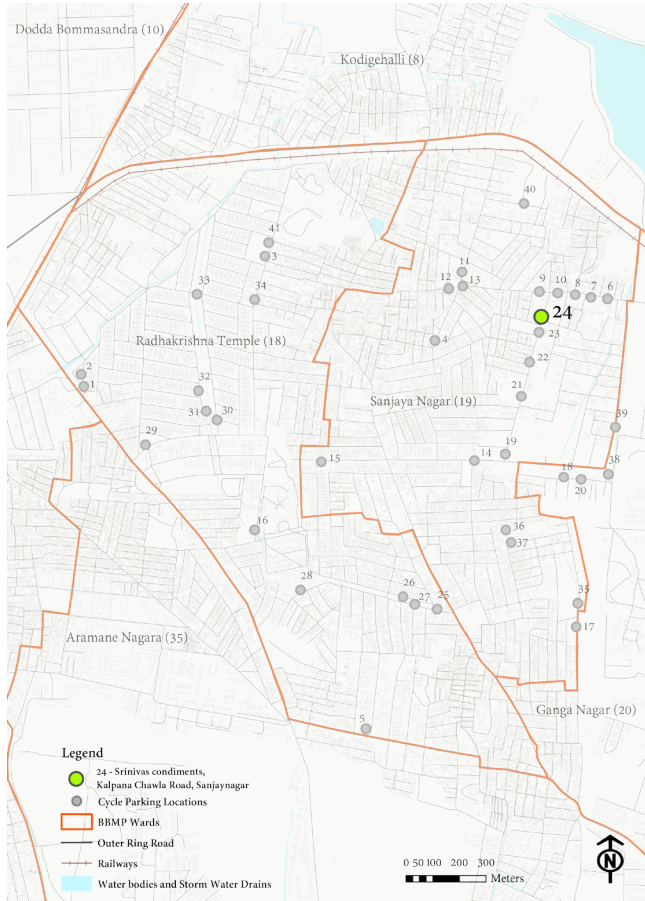 Dodda Bommasandra (10)
Kodigehalli (8)
40
41
3
11
12
13
33
34
9
10
8
7
6
24
23
Radhakrishna Temple (18)
4
22
2
1
32
21
Sanjaya Nagar (19)
31
30
39
29
15
14
19
18
20
38
16
36
37
28
26
27
25
35
17
Aramane Nagara (35)
Ganga Nagar (20)
5
Legend
24 - Srinivas condiments,
Kalpana Chawla Road, Sanjaynagar
Cycle Parking Locations
BBMP Wards
Outer Ring Road
Railways
Water bodies and Storm Water Drains
0 50 100 200 300
Meters
N